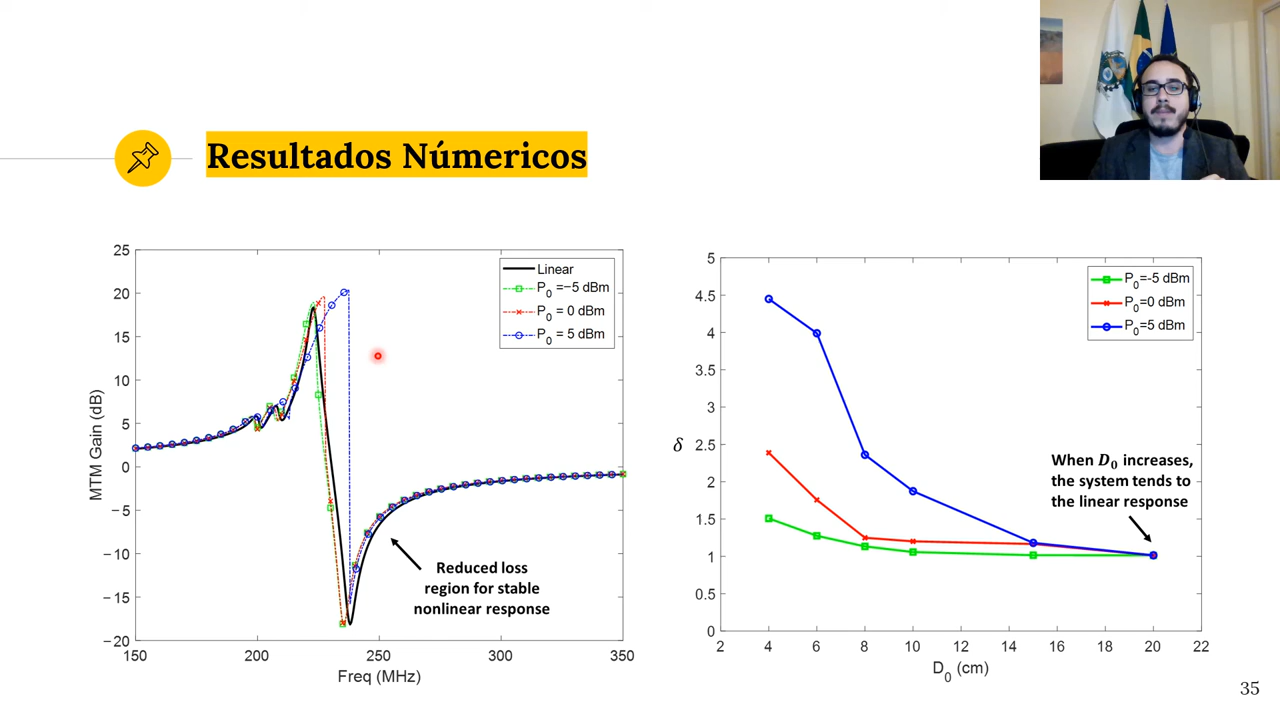 Resultados Númericos
25
20
15
10
5
0
−5
−10
−15
−20
150
200
250
300
350
MTM Gain (dB)
Freq (MHz)
Linear
P0 =−5 dBm
P0 = 0 dBm
P0 = 5 dBm
Reduced loss
region for stable
nonlinear response
5
4.5
4
3.5
3
2.5
2
1.5
1
0.5
0
2
4
6
8
10
12
14
16
18
20
22
δ
D0 (cm)
P0=-5 dBm
P0=0 dBm
P0=5 dBm
When D0 increases,
the system tends to
the linear response
35